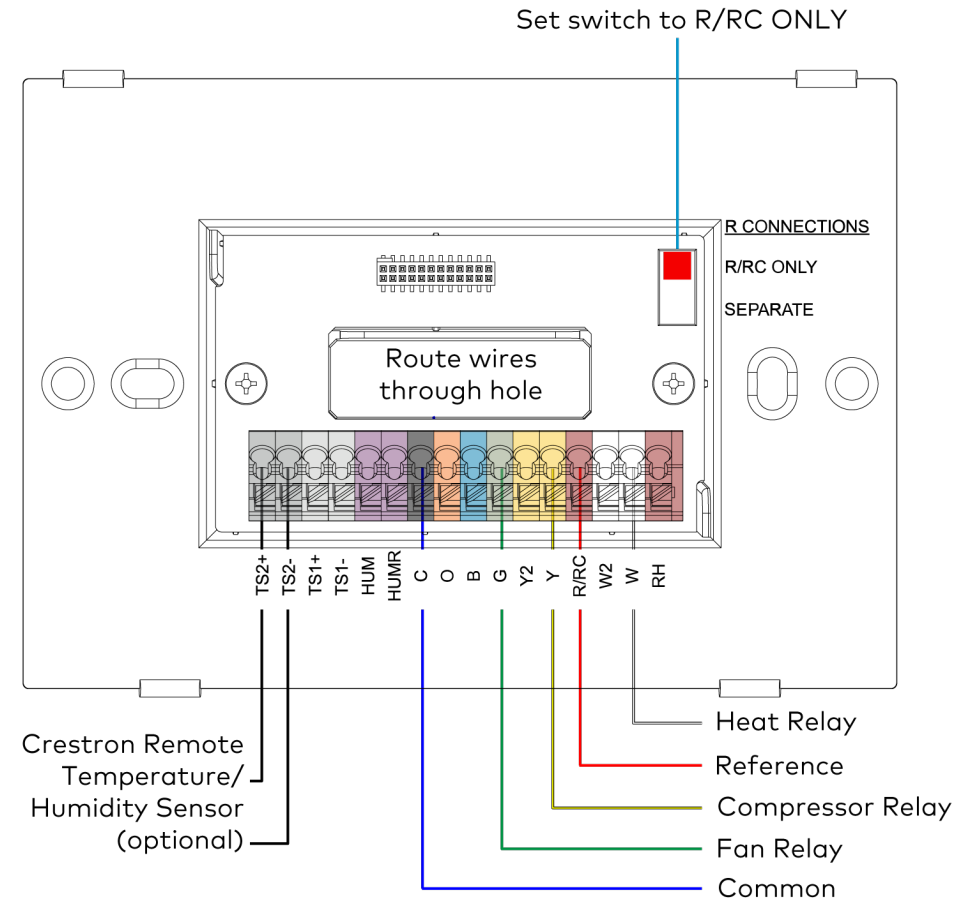 Set switch to R/RC ONLY
R CONNECTIONS
R/RC ONLY
SEPARATE
Route wires
through hole
TS2+
TS2-
TS1+
TS1-
HUM
HUMR
C
O
B
G
Y2
Y
R/RC
W2
W
RH
Crestron Remote
Temperature/
Humidity Sensor
(optional)
Heat Relay
Reference
Compressor Relay
Fan Relay
Common